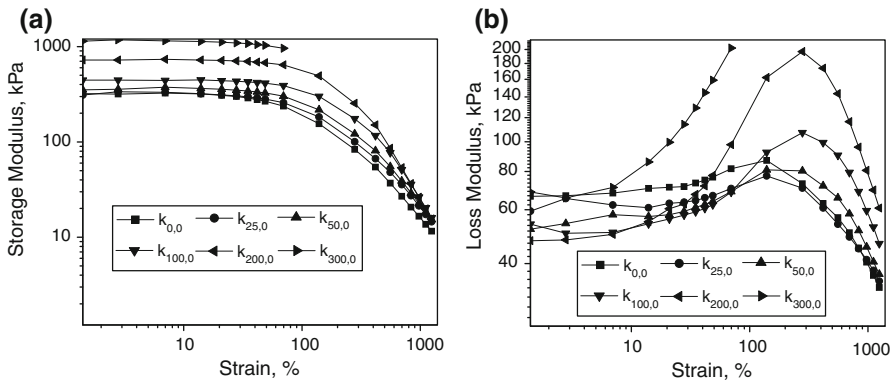 (a)
Storage Modulus, kPa
1000
100
10
k0,0 k25,0 k50,0
k100,0 k200,0 k300,0
10 100 1000
Strain, %
(b)
Loss Modulus, kPa
200
180
160
140
120
100
80
60
40
k0,0 k25,0 k50,0
k100,0 k200,0 k300,0
10 100 1000
Strain, %